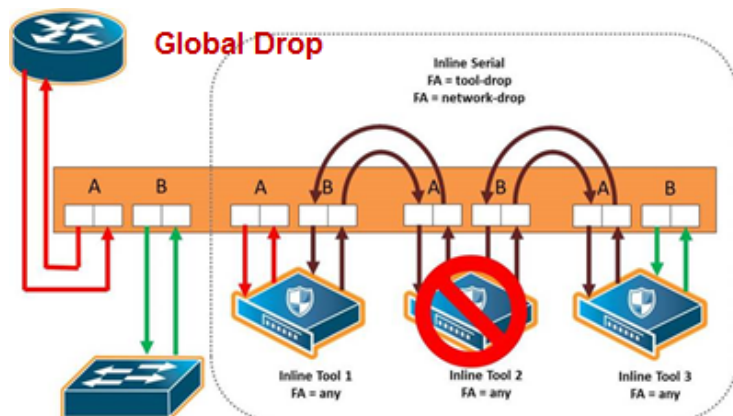 Global Drop
Inline Serial
FA = tool-drop
FA = network-drop
A B A B A B A B
Inline Tool 1
FA = any
Inline Tool 2
FA = any
Inline Tool 3
FA = any